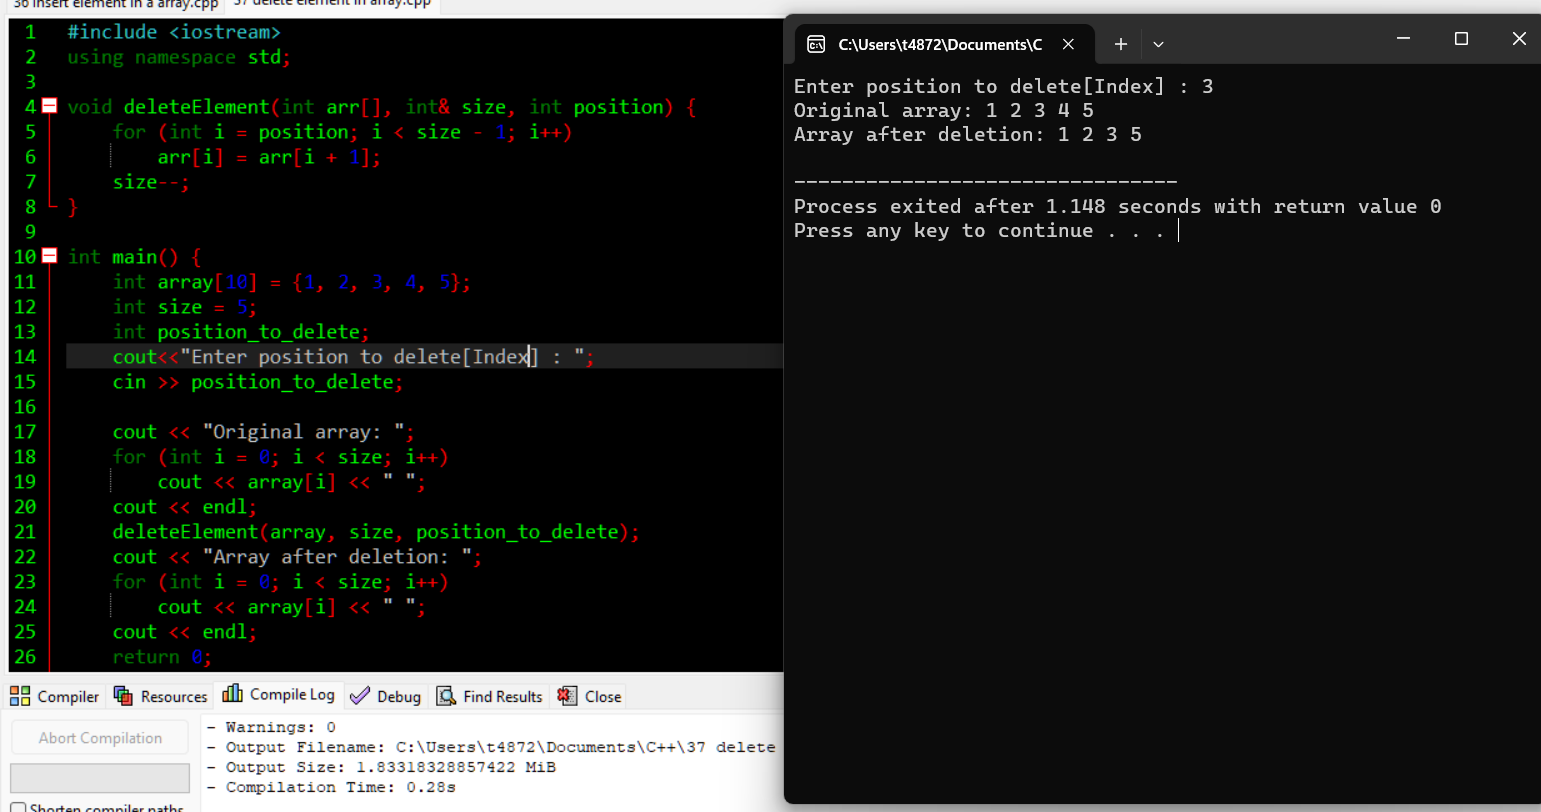 36 insert element in a array.cpp
37 delete element in array.cpp
1 #include <iostream>
2 using namespace std;
3
4 void deleteElement(int arr[], int& size, int position) {
5 for (int i = position; i < size - 1; i++)
6 arr[i] = arr[i + 1];
7 size--;
8 }
9
10 int main() {
11 int array[10] = {1, 2, 3, 4, 5};
12 int size = 5;
13 int position_to_delete;
14 cout<<"Enter position to delete[Index] : ";
15 cin >> position_to_delete;
16
17 cout << "Original array: ";
18 for (int i = 0; i < size; i++)
19 cout << array[i] << " ";
20 cout << endl;
21 deleteElement(array, size, position_to_delete);
22 cout << "Array after deletion: ";
23 for (int i = 0; i < size; i++)
24 cout << array[i] << " ";
25 cout << endl;
26 return 0;
Compiler Resources Compile Log Debug Find Results Close
Abort Compilation
Shorten compiler paths
- Warnings: 0
- Output Filename: C:\Users\t4872\Documents\C++\37 delete
- Output Size: 1.83318328857422 MiB
- Compilation Time: 0.28s
C:\Users\t4872\Documents\C
Enter position to delete[Index] : 3
Original array: 1 2 3 4 5
Array after deletion: 1 2 3 5
--------------------------------
Process exited after 1.148 seconds with return value 0
Press any key to continue . . .